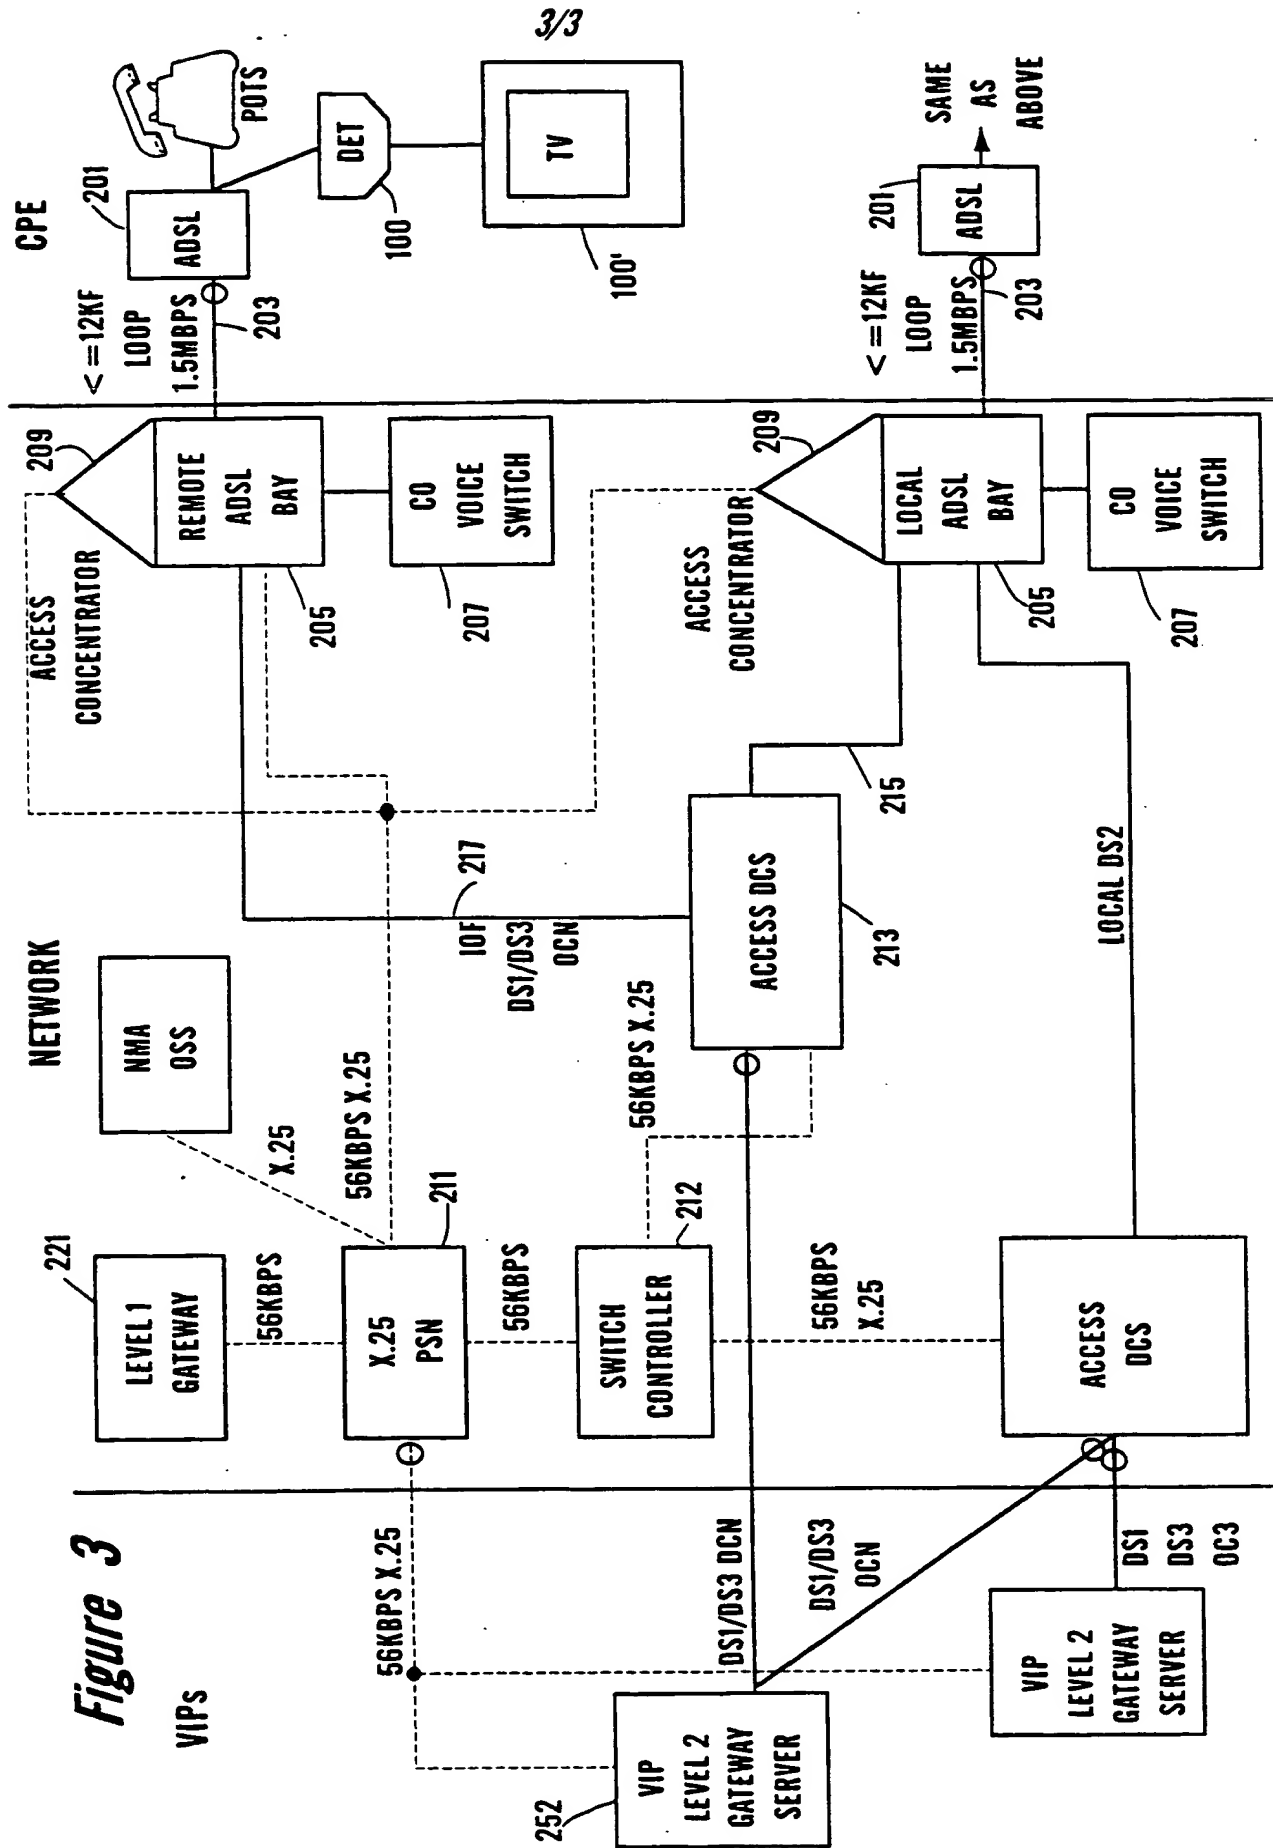 3/3
Figure 3
VIPs
NETWORK
CPE
221
LEVEL 1
GATEWAY
56KBPS
NMA
OSS
X.25
56KBPS X.25
56KBPS X.25
X.25
PSN
211
56KBPS
SWITCH
CONTROLLER
212
56KBPS
X.25
56KBPS X.25
252
VIP
LEVEL 2
GATEWAY
SERVER
VIP
LEVEL 2
GATEWAY
SERVER
DS1/DS3 OCN
DS1/DS3
OCN
DS1
DS3
OC3
ACCESS
DCS
LOCAL DS2
ACCESS DCS
213
215
217
IOF
DS1/DS3
OCN
ACCESS
CONCENTRATOR
209
REMOTE
ADSL
BAY
205
CO
VOICE
SWITCH
207
ACCESS
CONCENTRATOR
209
LOCAL
ADSL
BAY
205
CO
VOICE
SWITCH
207
<=12KF
LOOP
1.5MBPS
203
201
ADSL
POTS
DET
100
TV
100'
<=12KF
LOOP
1.5MBPS
203
201
ADSL
SAME
AS
ABOVE